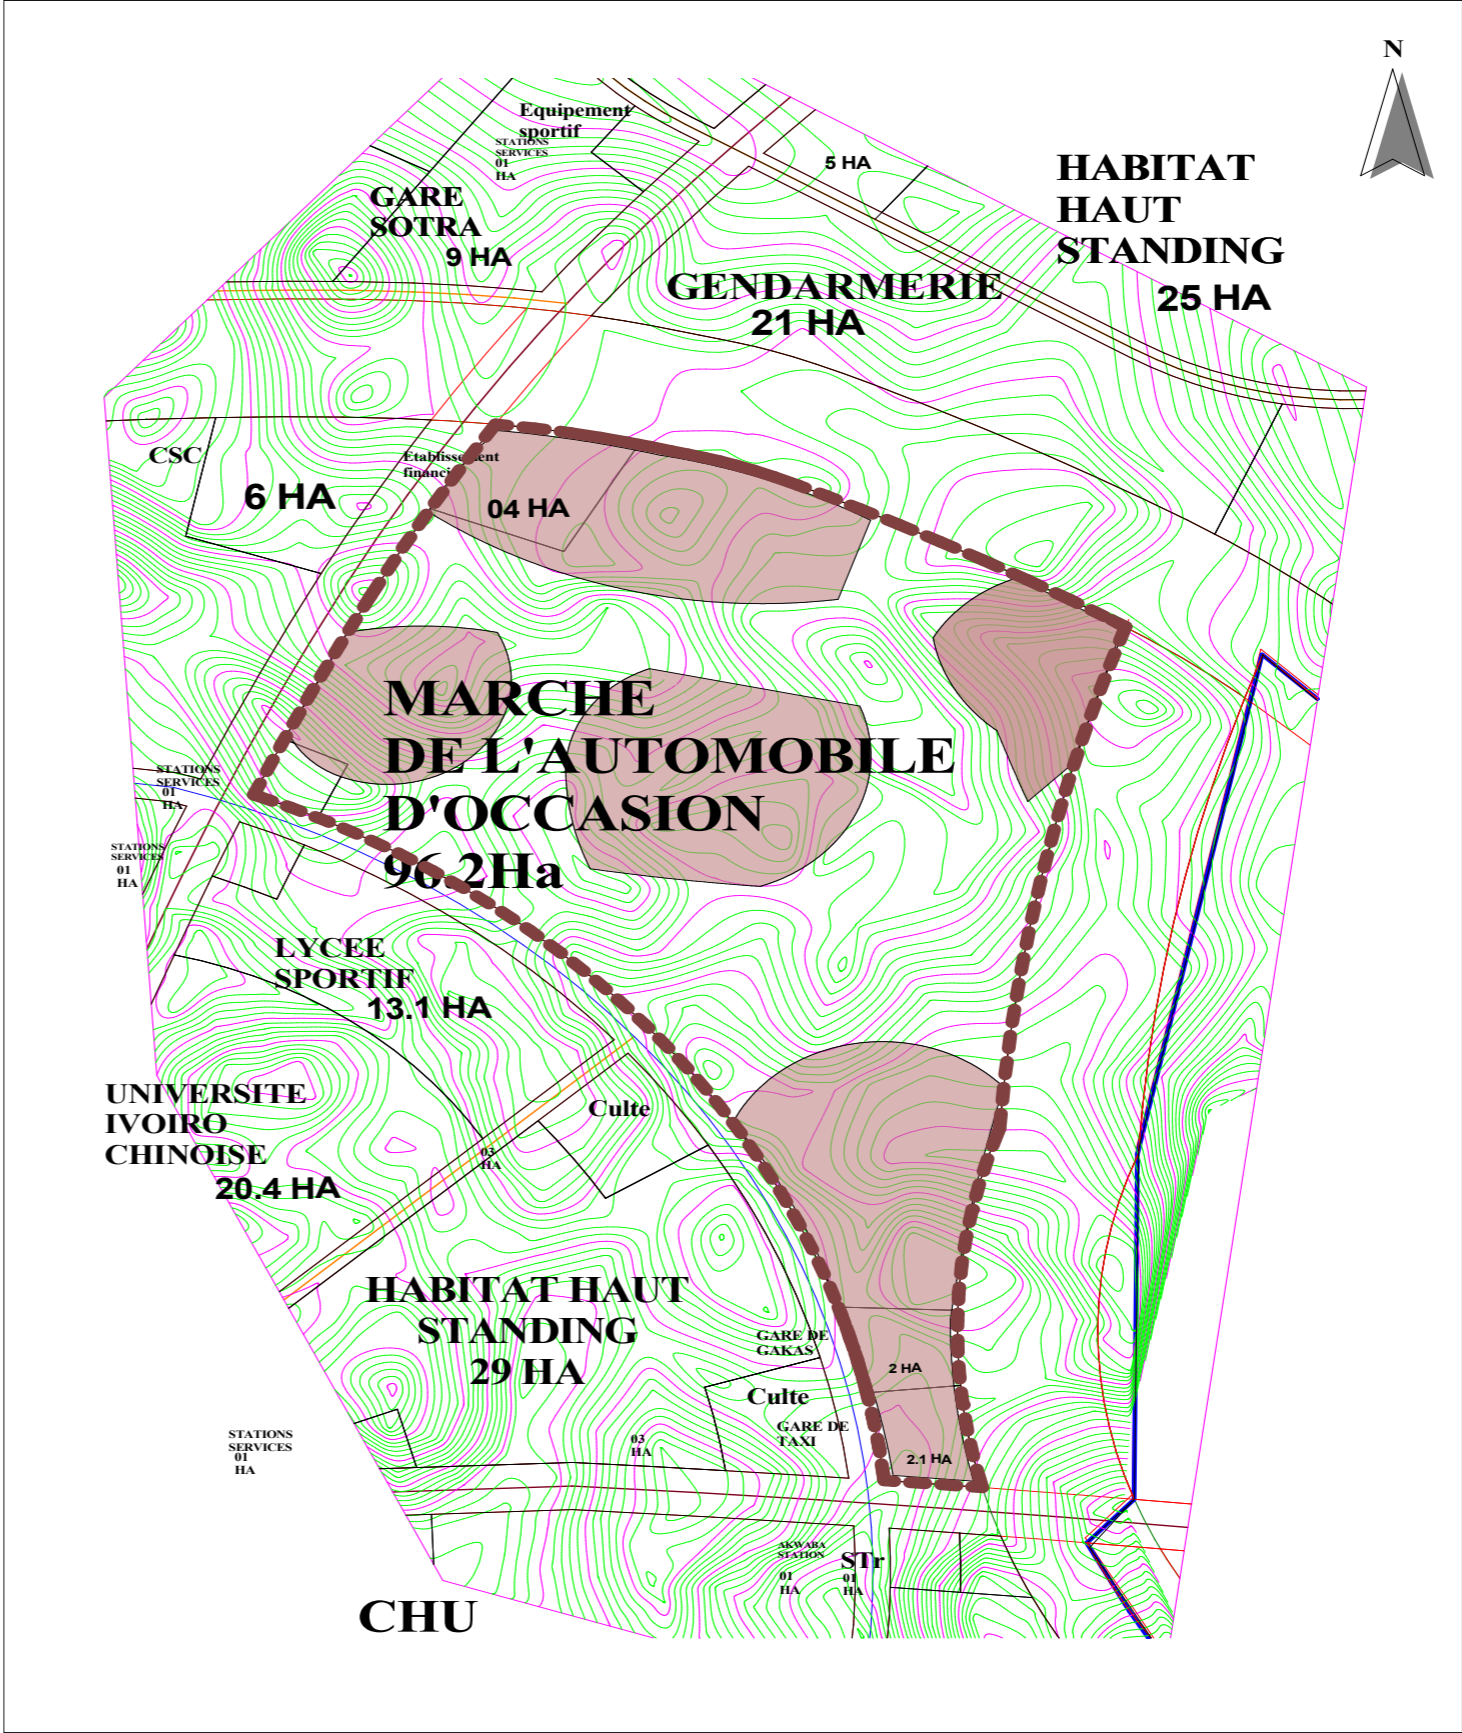 N
Equipement
sportif
STATIONS
SERVICES
01
HA
5 HA
HABITAT
HAUT
STANDING
25 HA
GARE
SOTRA
9 HA
GENDARMERIE
21 HA
CSC
6 HA
Etablissement
financi
04 HA
MARCHE
DE L'AUTOMOBILE
D'OCCASION
96.2Ha
STATIONS
SERVICES
01
HA
STATIONS
SERVICES
01
HA
LYCEE
SPORTIF
13.1 HA
UNIVERSITE
IVOIRO
CHINOISE
20.4 HA
Culte
03
HA
HABITAT HAUT
STANDING
29 HA
GARE DE
GAKAS
Culte
GARE DE
TAXI
2 HA
2.1 HA
STATIONS
SERVICES
01
HA
03
HA
AKWABA
STATION
01
HA
STr
01
HA
CHU